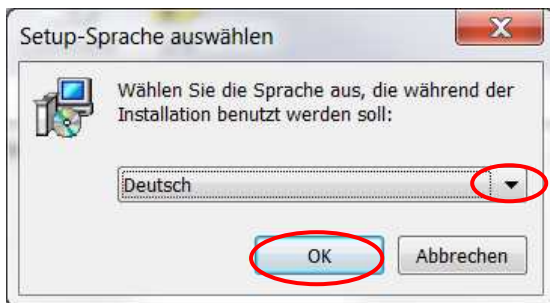 Setup-Sprache auswählen
Wählen Sie die Sprache aus, die während der
Installation benutzt werden soll:
Deutsch
OK
Abbrechen